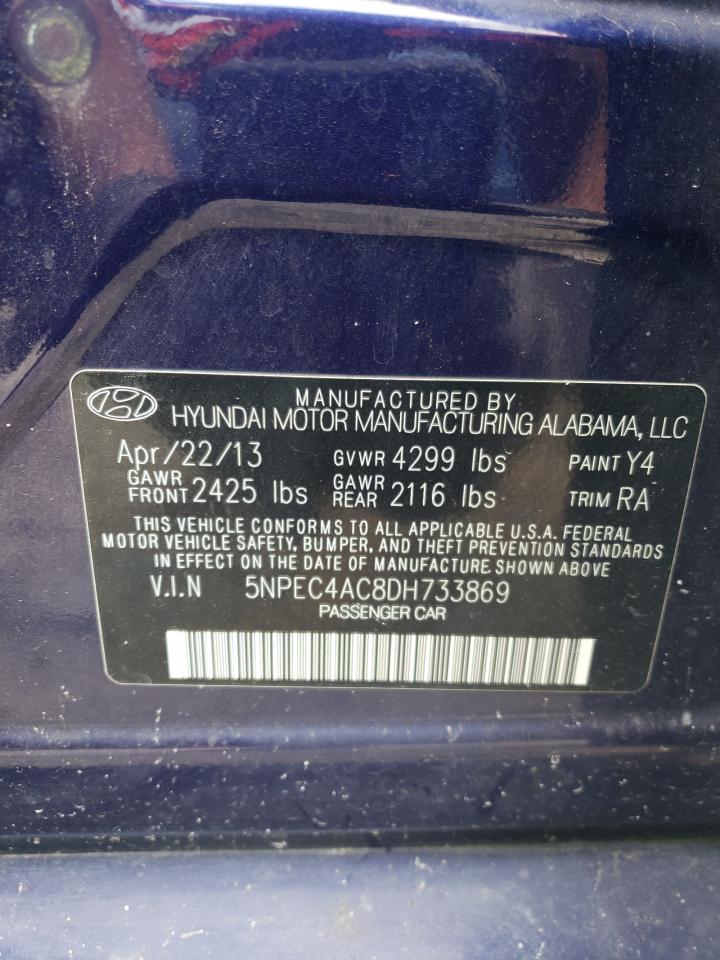 MANUFACTURED BY
HYUNDAI MOTOR MANUFACTURING ALABAMA, LLC
Apr/22/13 GVWR 4299 lbs PAINT Y4
GAWR FRONT 2425 lbs GAWR REAR 2116 lbs TRIM RA
THIS VEHICLE CONFORMS TO ALL APPLICABLE U.S.A. FEDERAL
MOTOR VEHICLE SAFETY, BUMPER, AND THEFT PREVENTION STANDARDS
IN EFFECT ON THE DATE OF MANUFACTURE SHOWN ABOVE
V.I.N 5NPEC4AC8DH733869
PASSENGER CAR